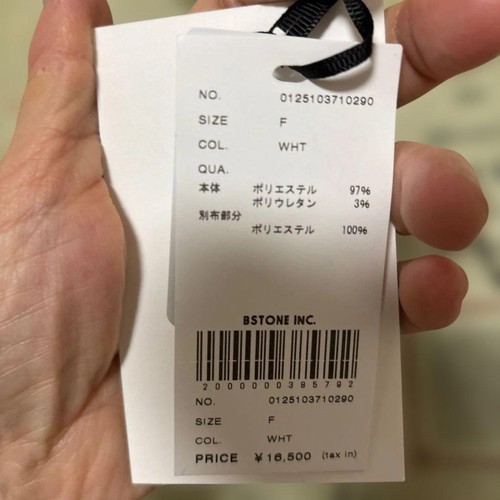 NO. 0125103710290
SIZE F
COL. WHT
QUA.
本体 ポリエステル 97%
ポリウレタン 3%
別布部分
ポリエステル 100%
BSTONE INC.
2000000385792
NO. 0125103710290
SIZE F
COL. WHT
PRICE ¥16,500 (tax in)